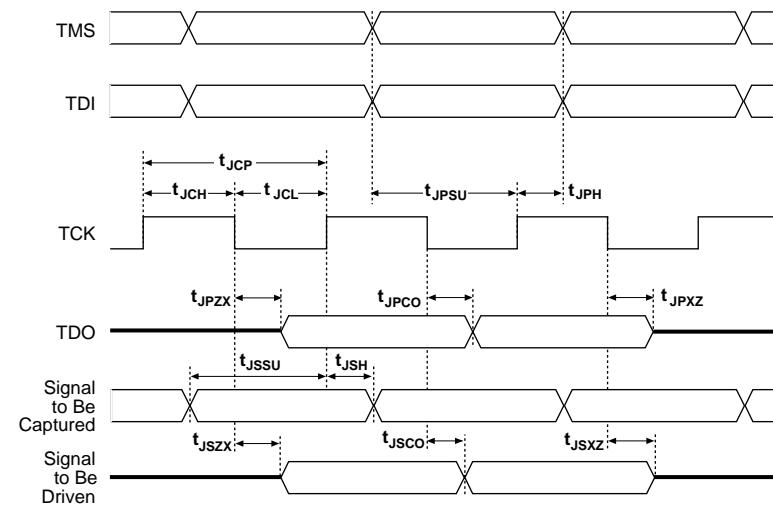 TMS
TDI
tJCP
tJCH
tJCL
tJPSU
tJPH
TCK
tJPZX
tJPCO
tJPXZ
TDO
tJSSU
tJSH
Signal
to Be
Captured
tJSZX
tJSCO
tJSXZ
Signal
to Be
Driven